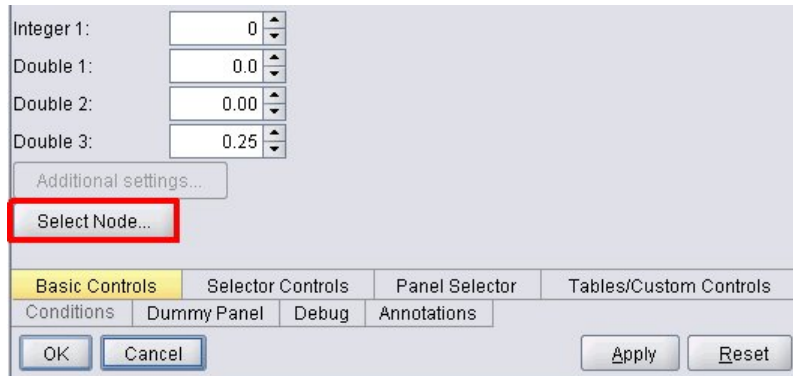 Integer 1: 0
Double 1: 0.0
Double 2: 0.00
Double 3: 0.25
Additional settings...
Select Node...
Basic Controls Selector Controls Panel Selector Tables/Custom Controls
Conditions Dummy Panel Debug Annotations
OK Cancel Apply Reset